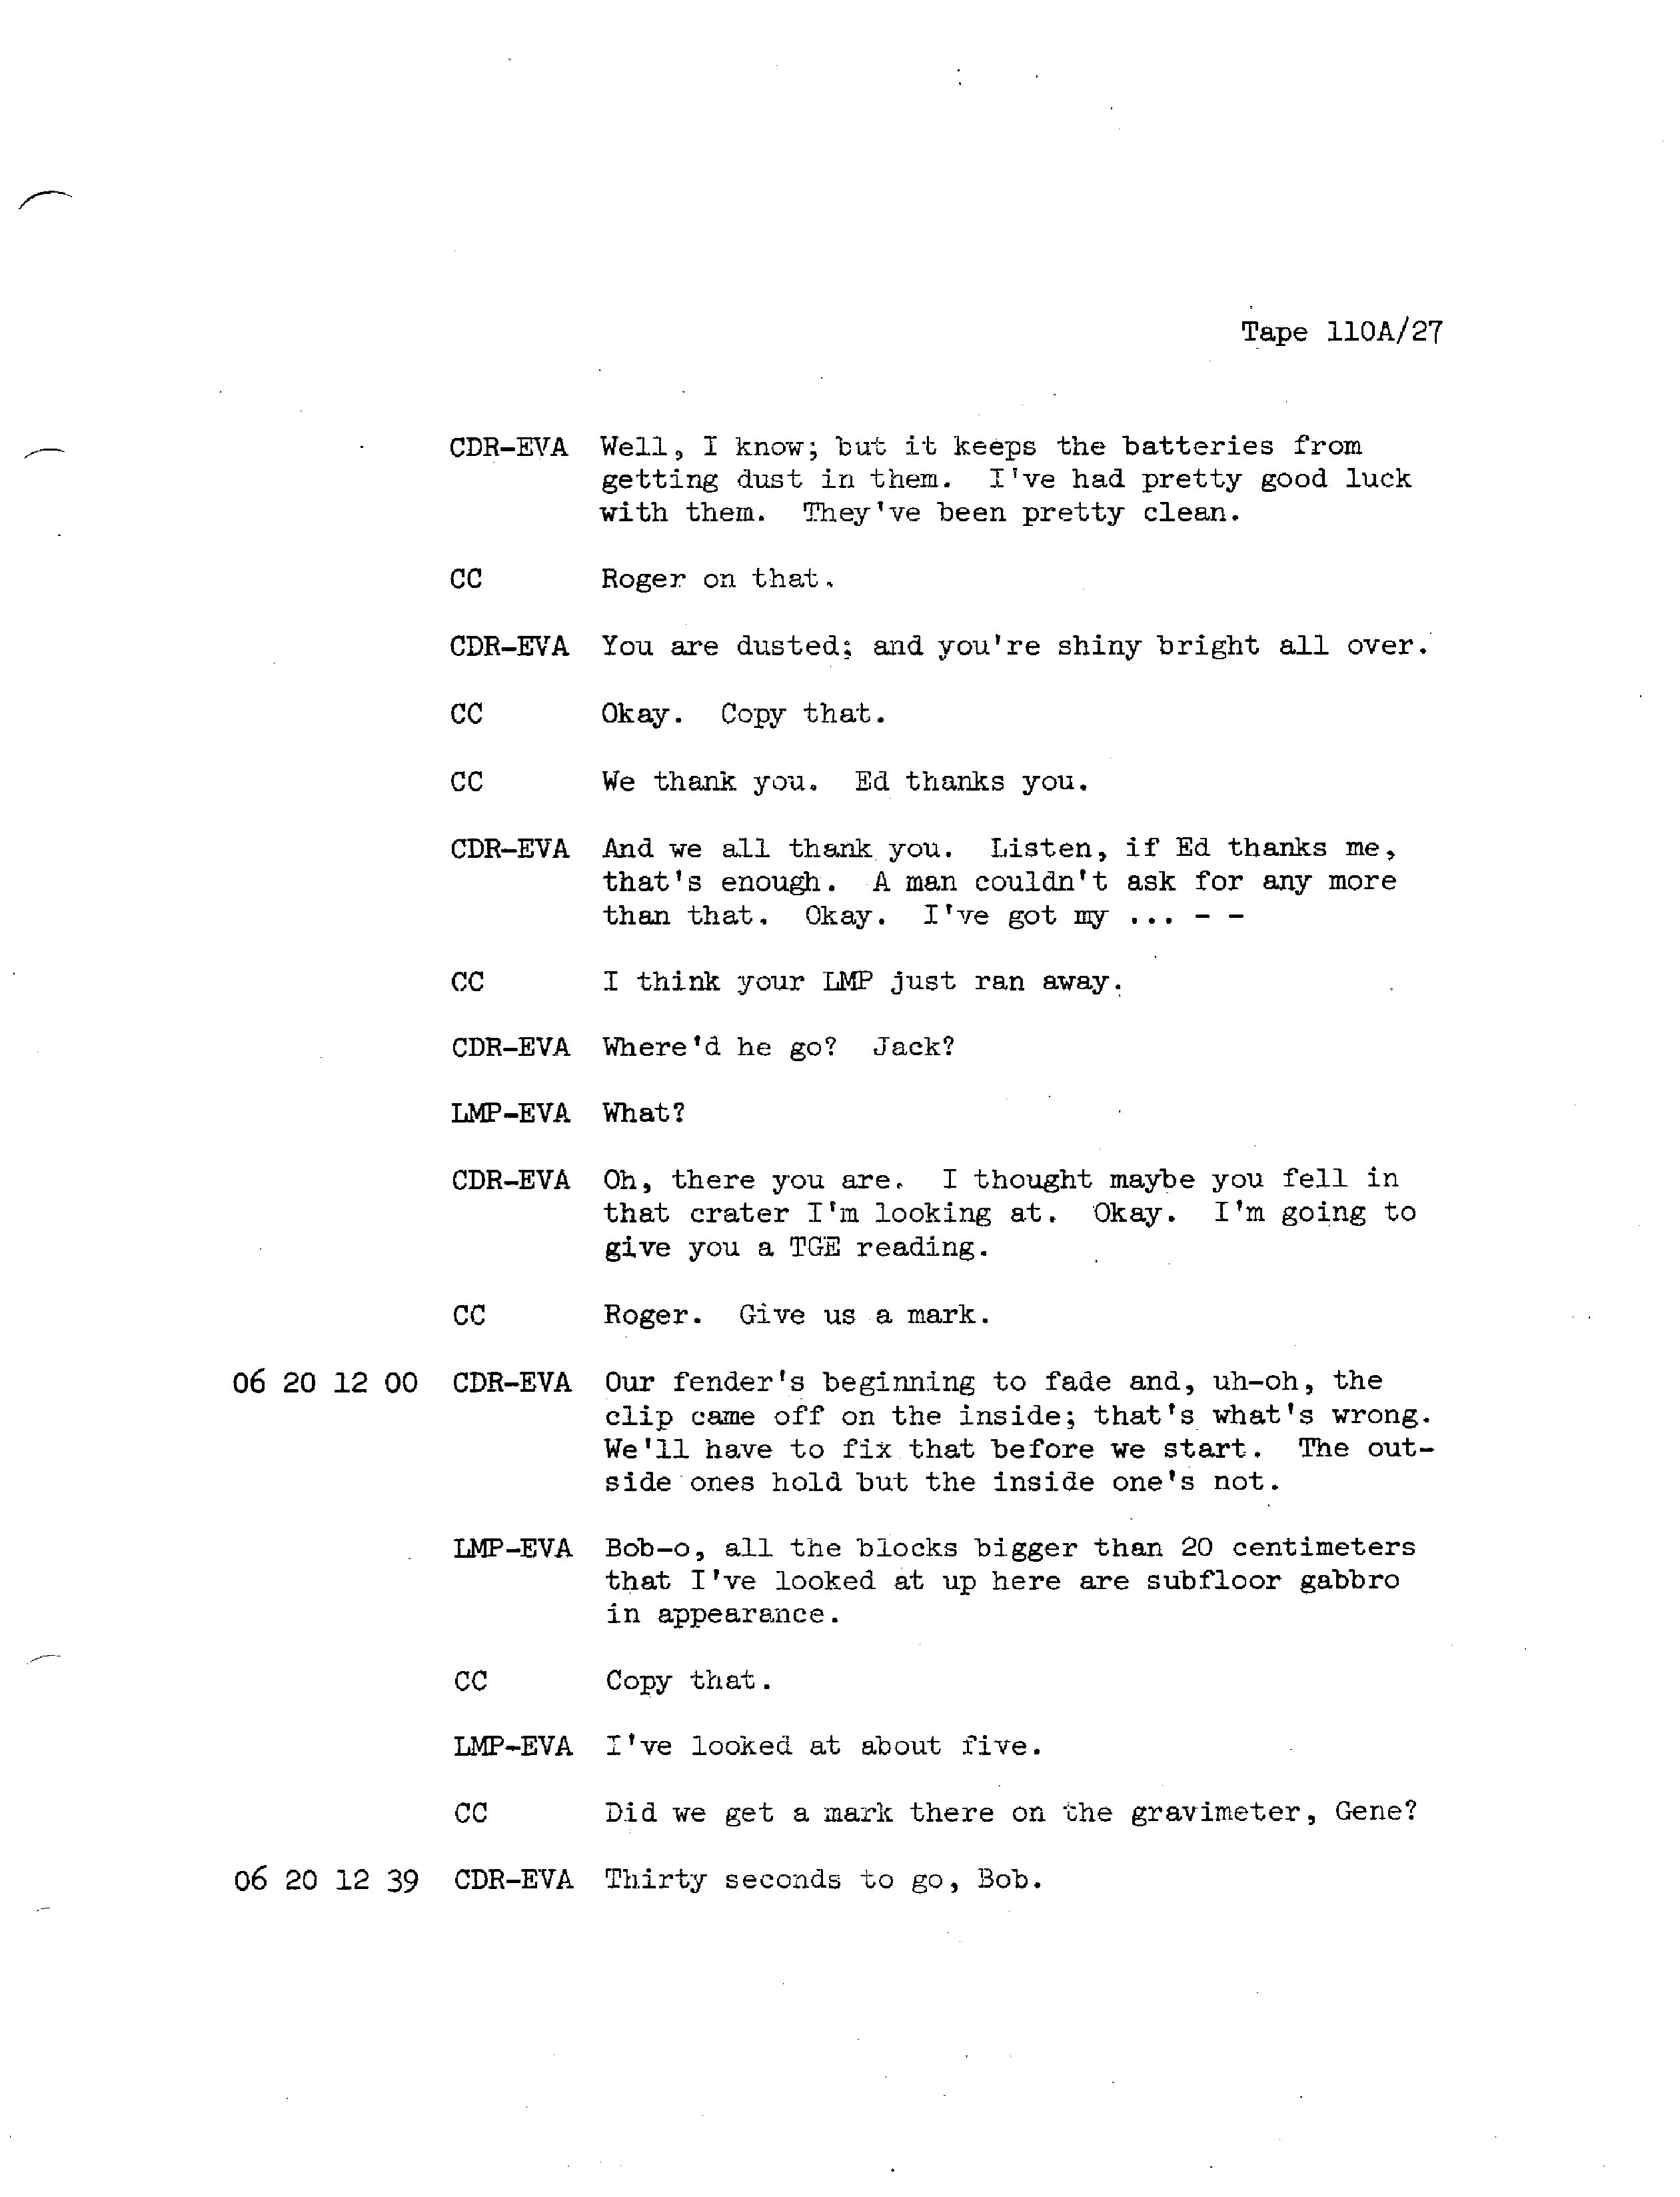 Tape 110A/27
CDR-EVA Well, I know; but it keeps the batteries from
getting dust in them. I've had pretty good luck
with them. They've been pretty clean.
CC Roger on that.
CDR-EVA You are dusted; and you're shiny bright all over.
CC Okay. Copy that.
CC We thank you. Ed thanks you.
CDR-EVA And we all thank you. Listen, if Ed thanks me,
that's enough. A man couldn't ask for any more
than that. Okay. I've got my ... - -
CC I think your LMP just ran away.
CDR-EVA Where'd he go? Jack?
LMP-EVA What?
CDR-EVA Oh, there you are. I thought maybe you fell in
that crater I'm looking at. Okay. I'm going to
give you a TGE reading.
CC Roger. Give us a mark.
06 20 12 00 CDR-EVA Our fender's beginning to fade and, uh-oh, the
clip came off on the inside; that's what's wrong.
We'll have to fix that before we start. The out-
side ones hold but the inside one's not.
LMP-EVA Bob-o, all the blocks bigger than 20 centimeters
that I've looked at up here are subfloor gabbro
in appearance.
CC Copy that.
LMP-EVA I've looked at about five.
CC Did we get a mark there on the gravimeter, Gene?
06 20 12 39 CDR-EVA Thirty seconds to go, Bob.